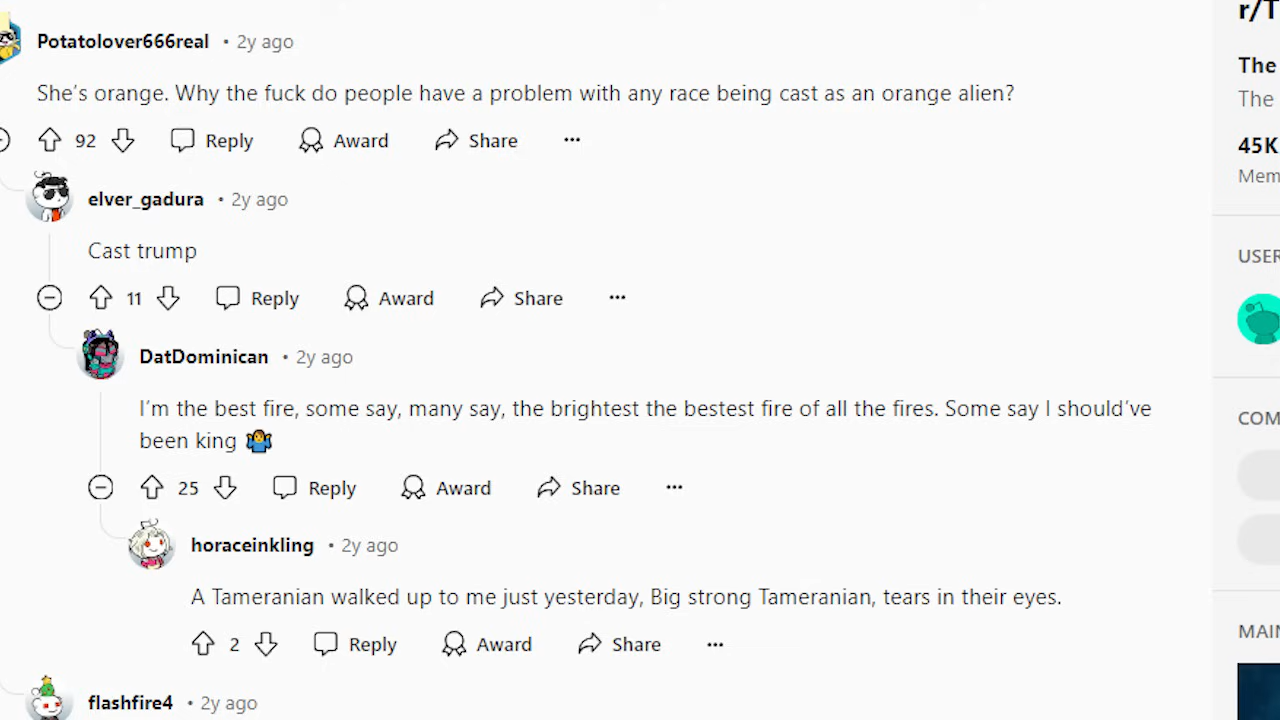 r/T
Potatolover666real • 2y ago
She's orange. Why the fuck do people have a problem with any race being cast as an orange alien?
92 Reply Award Share ...
The
The
45K
Mem
elver_gadura • 2y ago
Cast trump
11 Reply Award Share ...
USER
DatDominican • 2y ago
I'm the best fire, some say, many say, the brightest the bestest fire of all the fires. Some say I should've
been king 🤷‍♂️
25 Reply Award Share ...
COM
horaceinkling • 2y ago
A Tameranian walked up to me just yesterday, Big strong Tameranian, tears in their eyes.
2 Reply Award Share ...
MAIN
flashfire4 • 2y ago